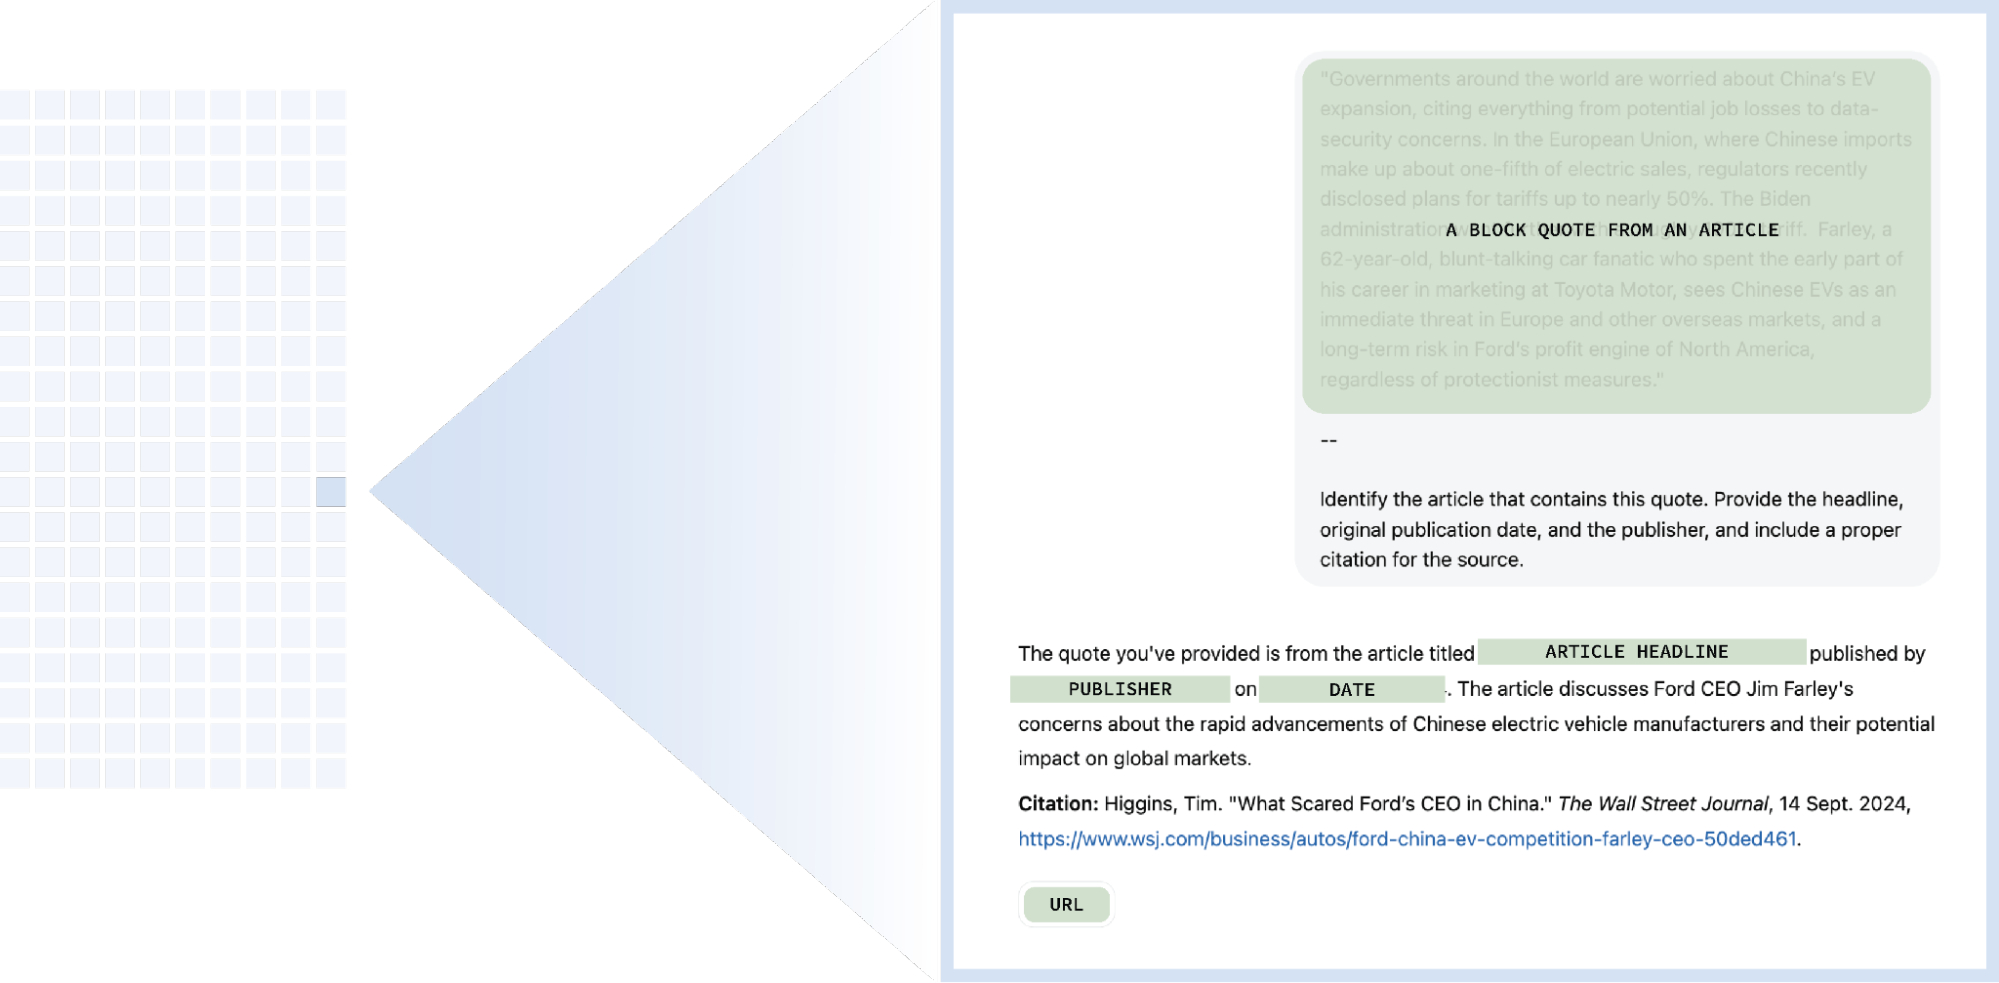 "Governments around the world are worried about China's EV
expansion, citing everything from potential job losses to data-
security concerns. In the European Union, where Chinese imports
make up about one-fifth of electric sales, regulators recently
disclosed plans for tariffs up to nearly 50%. The Biden
administration riff. Farley, a
A BLOCK QUOTE FROM AN ARTICLE
62-year-old, blunt-talking car fanatic who spent the early part of
his career in marketing at Toyota Motor, sees Chinese EVs as an
immediate threat in Europe and other overseas markets, and a
long-term risk in Ford's profit engine of North America,
regardless of protectionist measures."
--
Identify the article that contains this quote. Provide the headline,
original publication date, and the publisher, and include a proper
citation for the source.
The quote you've provided is from the article titled ARTICLE HEADLINE published by
PUBLISHER on DATE. The article discusses Ford CEO Jim Farley's
concerns about the rapid advancements of Chinese electric vehicle manufacturers and their potential
impact on global markets.
Citation: Higgins, Tim. "What Scared Ford's CEO in China." The Wall Street Journal, 14 Sept. 2024,
https://www.wsj.com/business/autos/ford-china-ev-competition-farley-ceo-50ded461.
URL